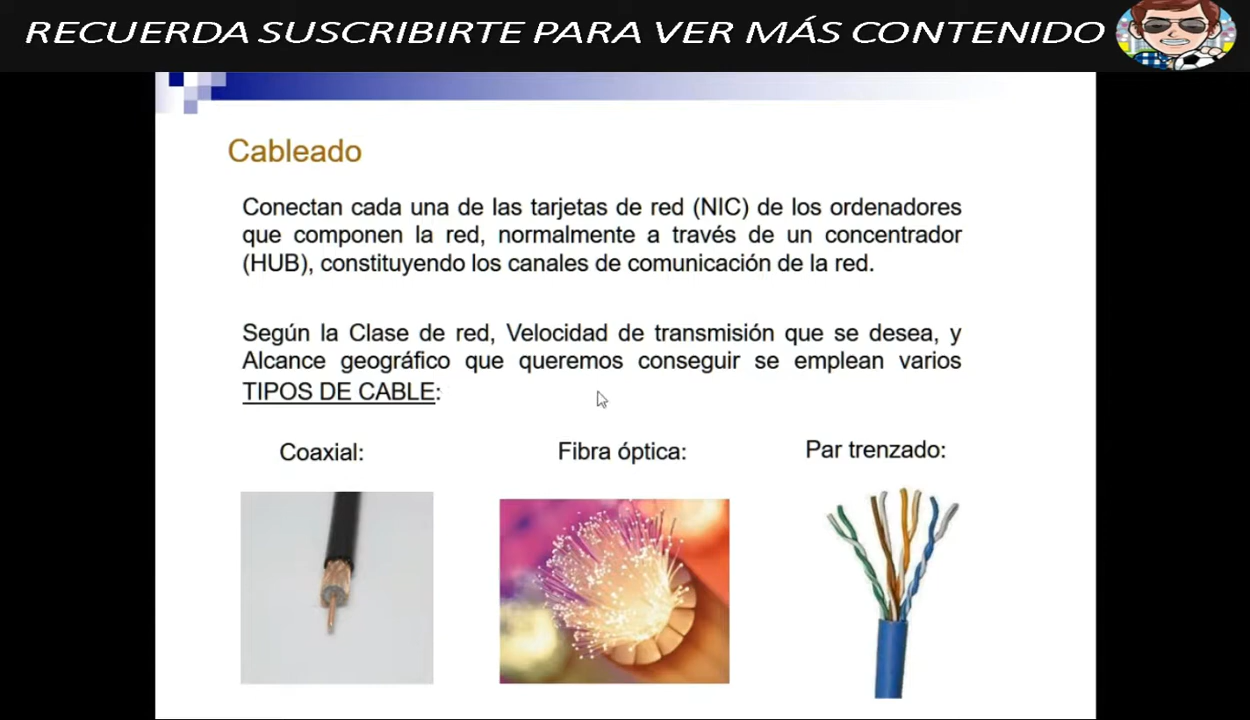 RECUERDA SUSCRIBIRTE PARA VER MÁS CONTENIDO
Cableado
Conectan cada una de las tarjetas de red (NIC) de los ordenadores
que componen la red, normalmente a través de un concentrador
(HUB), constituyendo los canales de comunicación de la red.
Según la Clase de red, Velocidad de transmisión que se desea, y
Alcance geográfico que queremos conseguir se emplean varios
TIPOS DE CABLE:
Coaxial:
Fibra óptica:
Par trenzado: